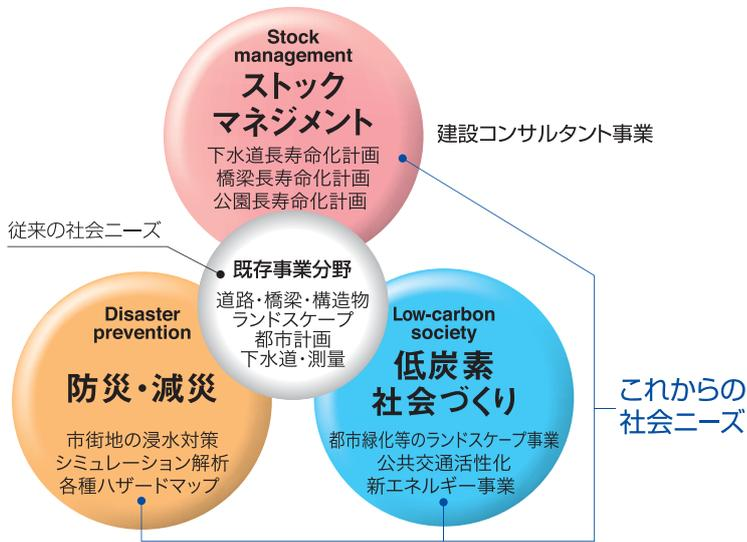 Stock
management
ストック
マネジメント
下水道長寿命化計画
橋梁長寿命化計画
公園長寿命化計画
建設コンサルタント事業
従来の社会ニーズ
既存事業分野
道路・橋梁・構造物
ランドスケープ
都市計画
下水道・測量
Disaster
prevention
防災・減災
市街地の浸水対策
シミュレーション解析
各種ハザードマップ
Low-carbon
society
低炭素
社会づくり
都市緑化等のランドスケープ事業
公共交通活性化
新エネルギー事業
これからの
社会ニーズ